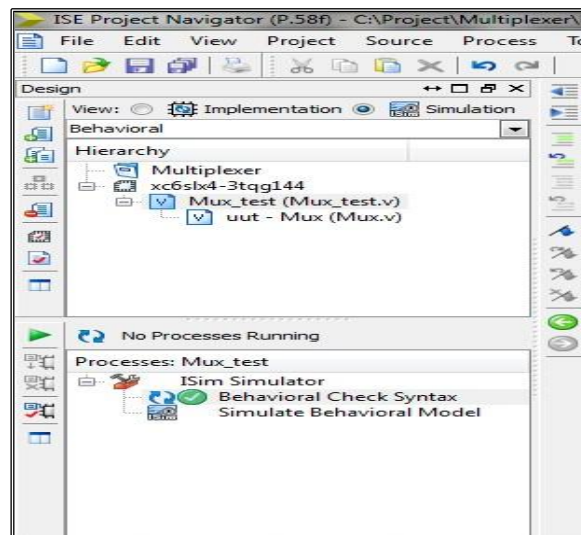 ISE Project Navigator (P.58f) - C:\Project\Multiplexer\
File Edit View Project Source Process To
Design
View: Implementation Simulation
Behavioral
Hierarchy
Multiplexer
xc6slx4-3tqg144
Mux_test (Mux_test.v)
uut - Mux (Mux.v)
No Processes Running
Processes: Mux_test
ISim Simulator
Behavioral Check Syntax
Simulate Behavioral Model